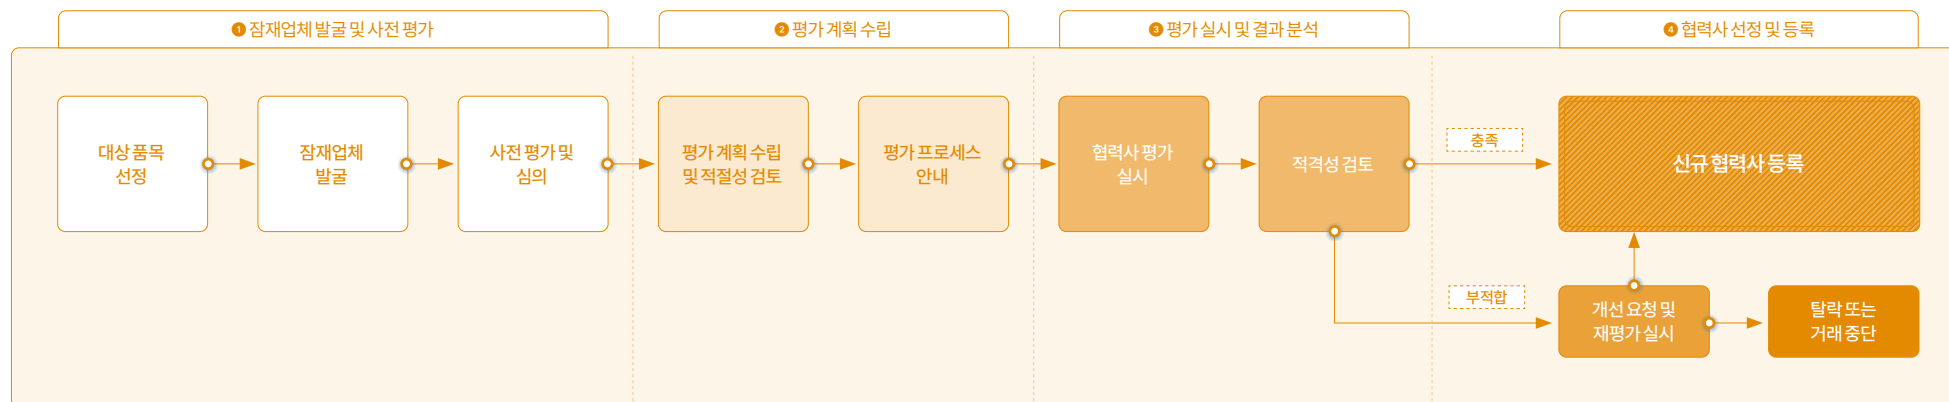 ❶ 잠재업체 발굴 및 사전 평가
❷ 평가 계획 수립
❸ 평가 실시 및 결과 분석
❹ 협력사 선정 및 등록
대상 품목
선정
잠재업체
발굴
사전 평가 및
심의
평가 계획 수립
및 적절성 검토
평가 프로세스
안내
협력사 평가
실시
적격성 검토
충족
신규 협력사 등록
부적합
개선 요청 및
재평가 실시
탈락 또는
거래 중단